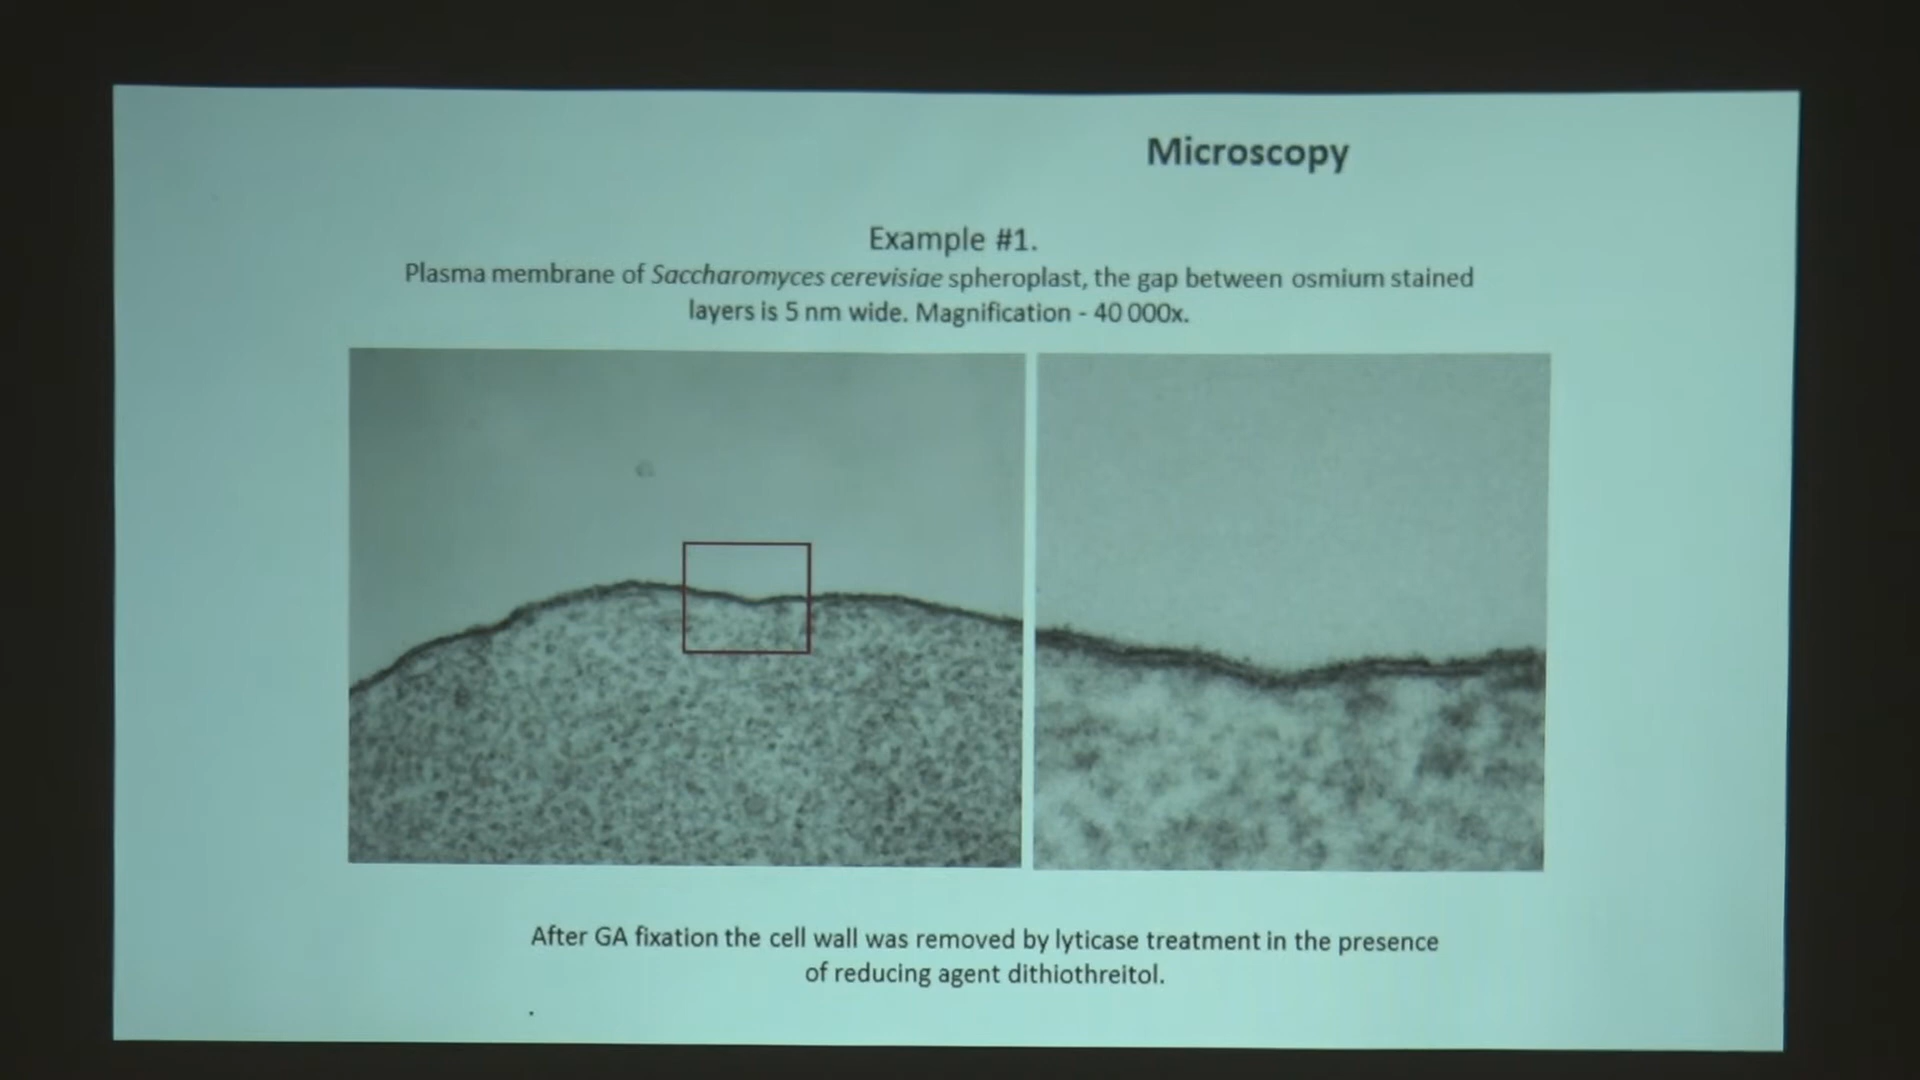 Microscopy
Example #1.
Plasma membrane of Saccharomyces cerevisiae spheroplast, the gap between osmium stained
layers is 5 nm wide. Magnification - 40 000x.
After GA fixation the cell wall was removed by lyticase treatment in the presence
of reducing agent dithiothreitol.